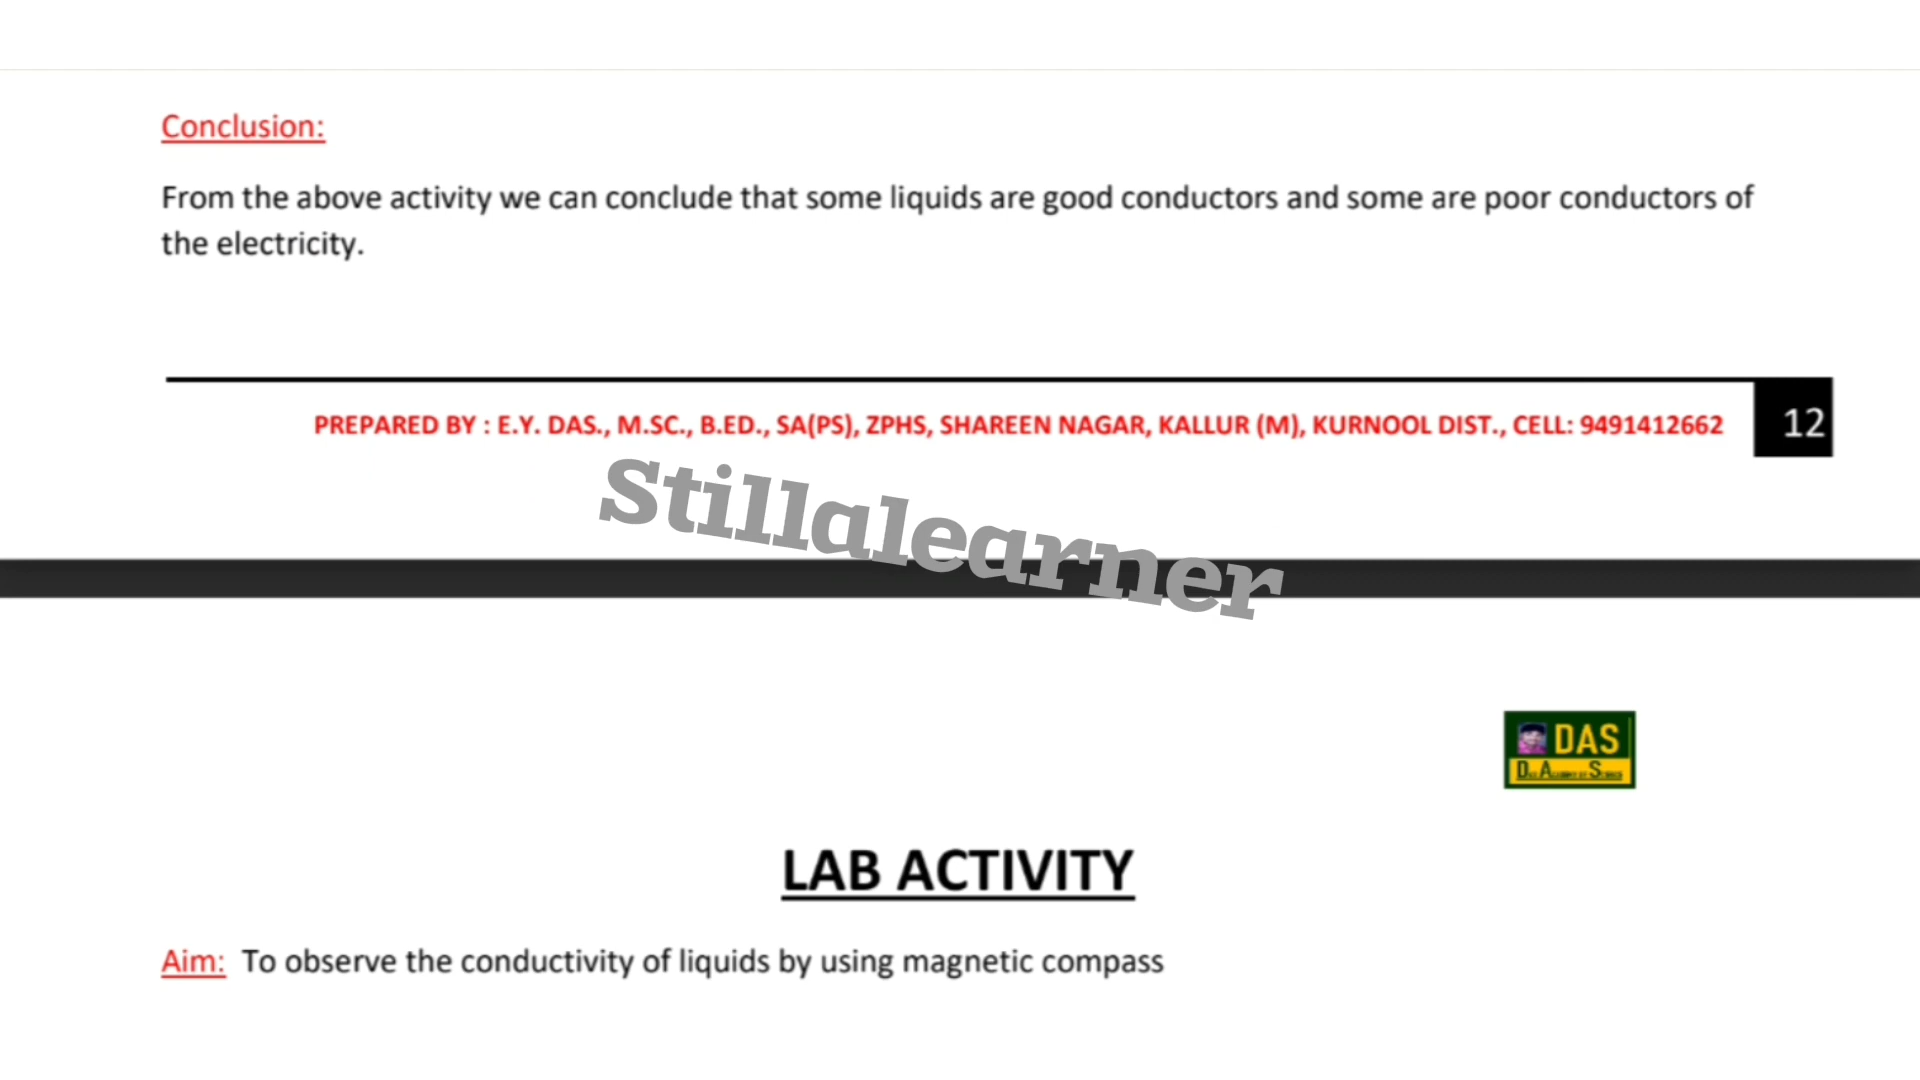 Conclusion:
From the above activity we can conclude that some liquids are good conductors and some are poor conductors of
the electricity.
PREPARED BY : E.Y. DAS., M.SC., B.ED., SA(PS), ZPHS, SHAREEN NAGAR, KALLUR (M), KURNOOL DIST., CELL: 9491412662
12
Stillalearner
DAS
LAB ACTIVITY
Aim: To observe the conductivity of liquids by using magnetic compass